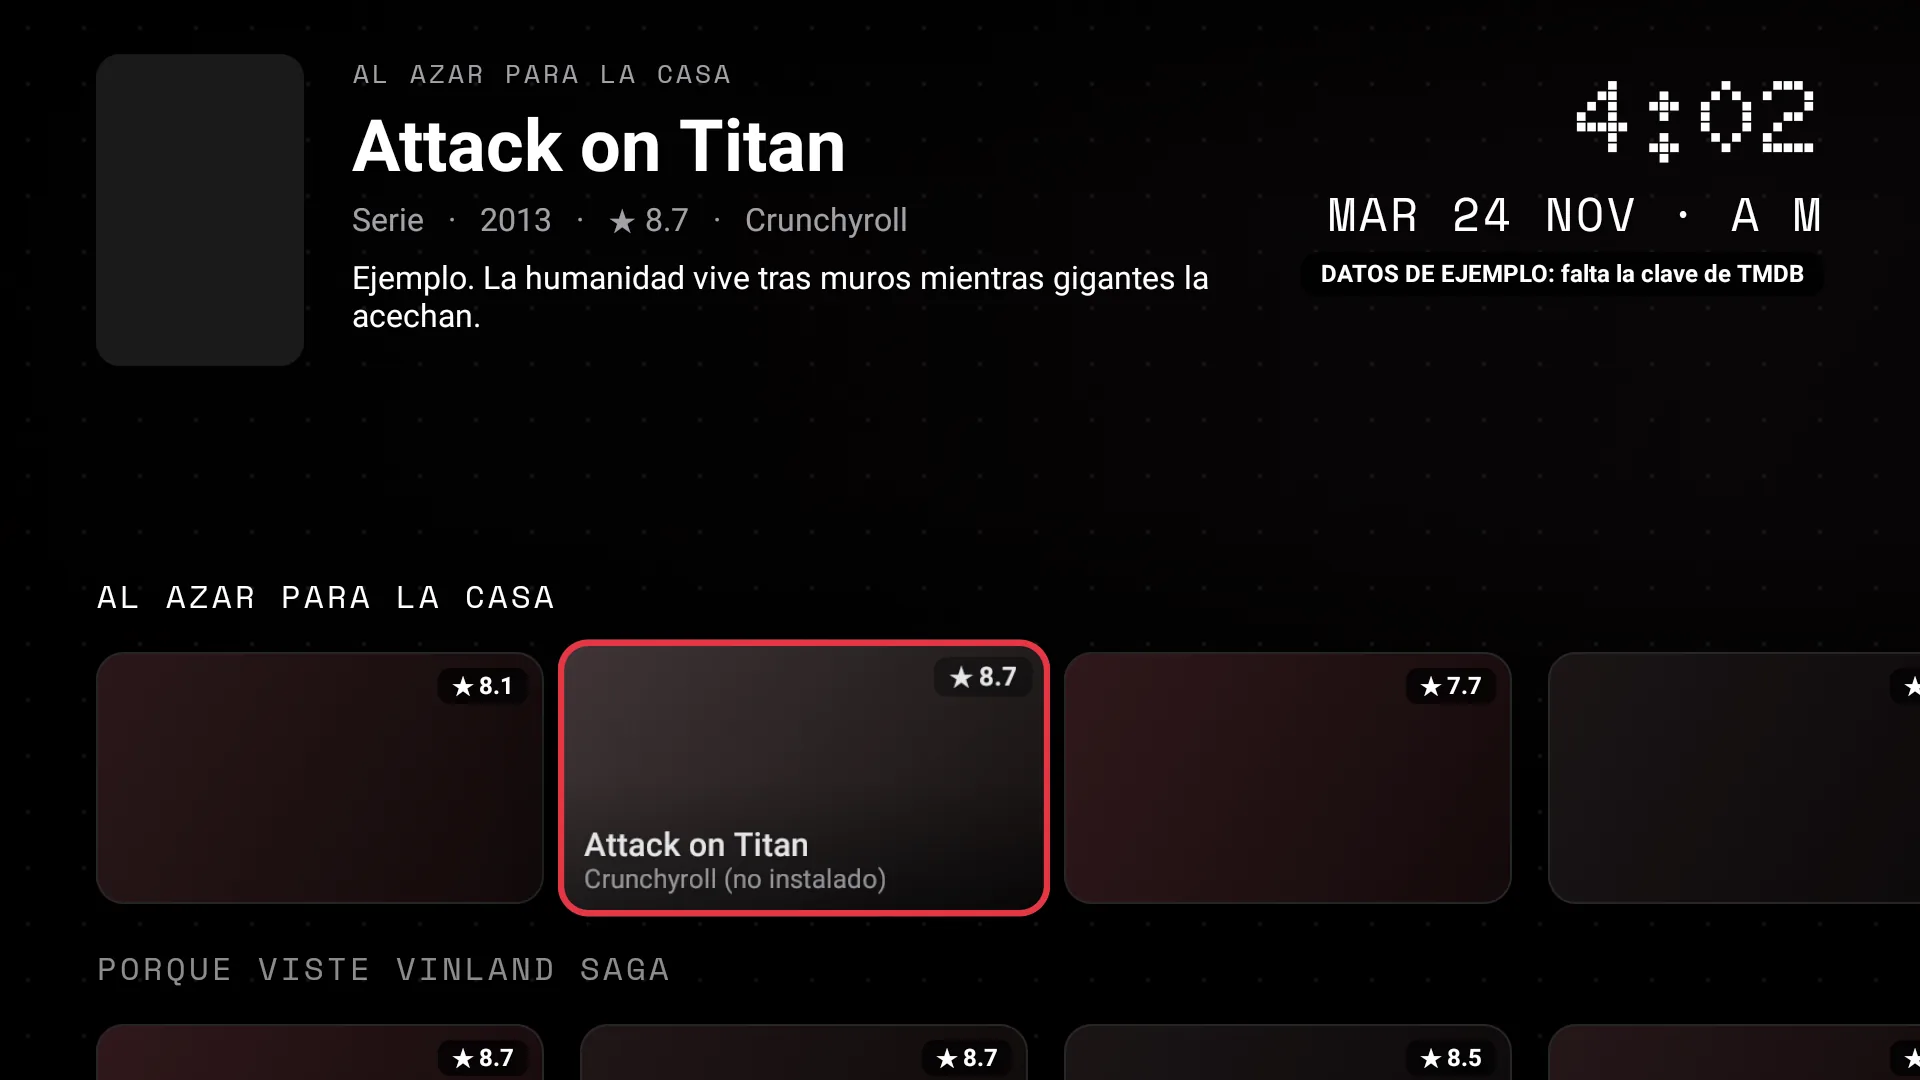 AL AZAR PARA LA CASA
Attack on Titan
Serie · 2013 · ★ 8.7 · Crunchyroll
Ejemplo. La humanidad vive tras muros mientras gigantes la
acechan.
4:02
MAR 24 NOV · A M
DATOS DE EJEMPLO: falta la clave de TMDB
AL AZAR PARA LA CASA
★ 8.1
★ 8.7
Attack on Titan
Crunchyroll (no instalado)
★ 7.7
★
PORQUE VISTE VINLAND SAGA
★ 8.7
★ 8.7
★ 8.5
★